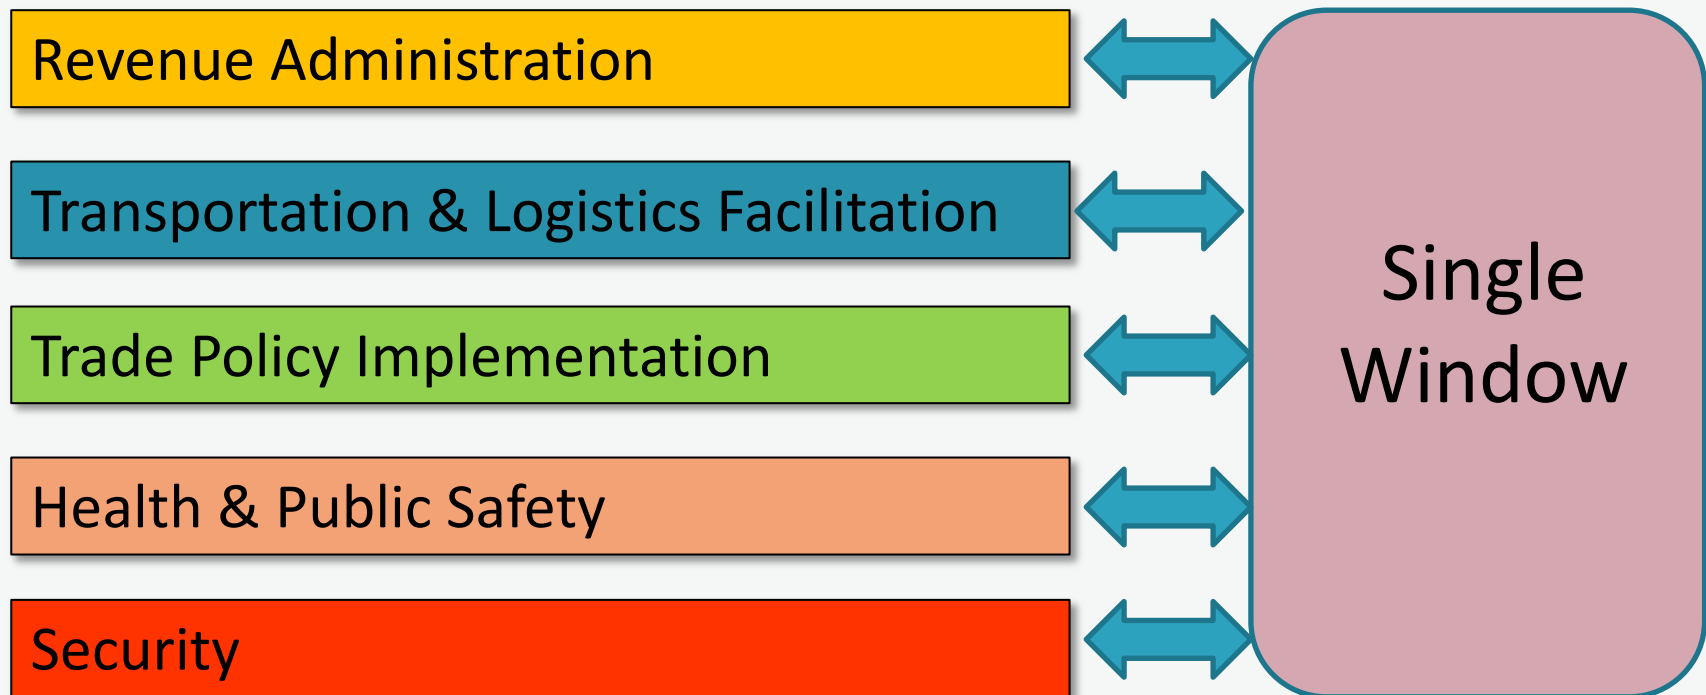 Revenue Administration
Transportation & Logistics Facilitation
Trade Policy Implementation
Health & Public Safety
Security
Single
Window